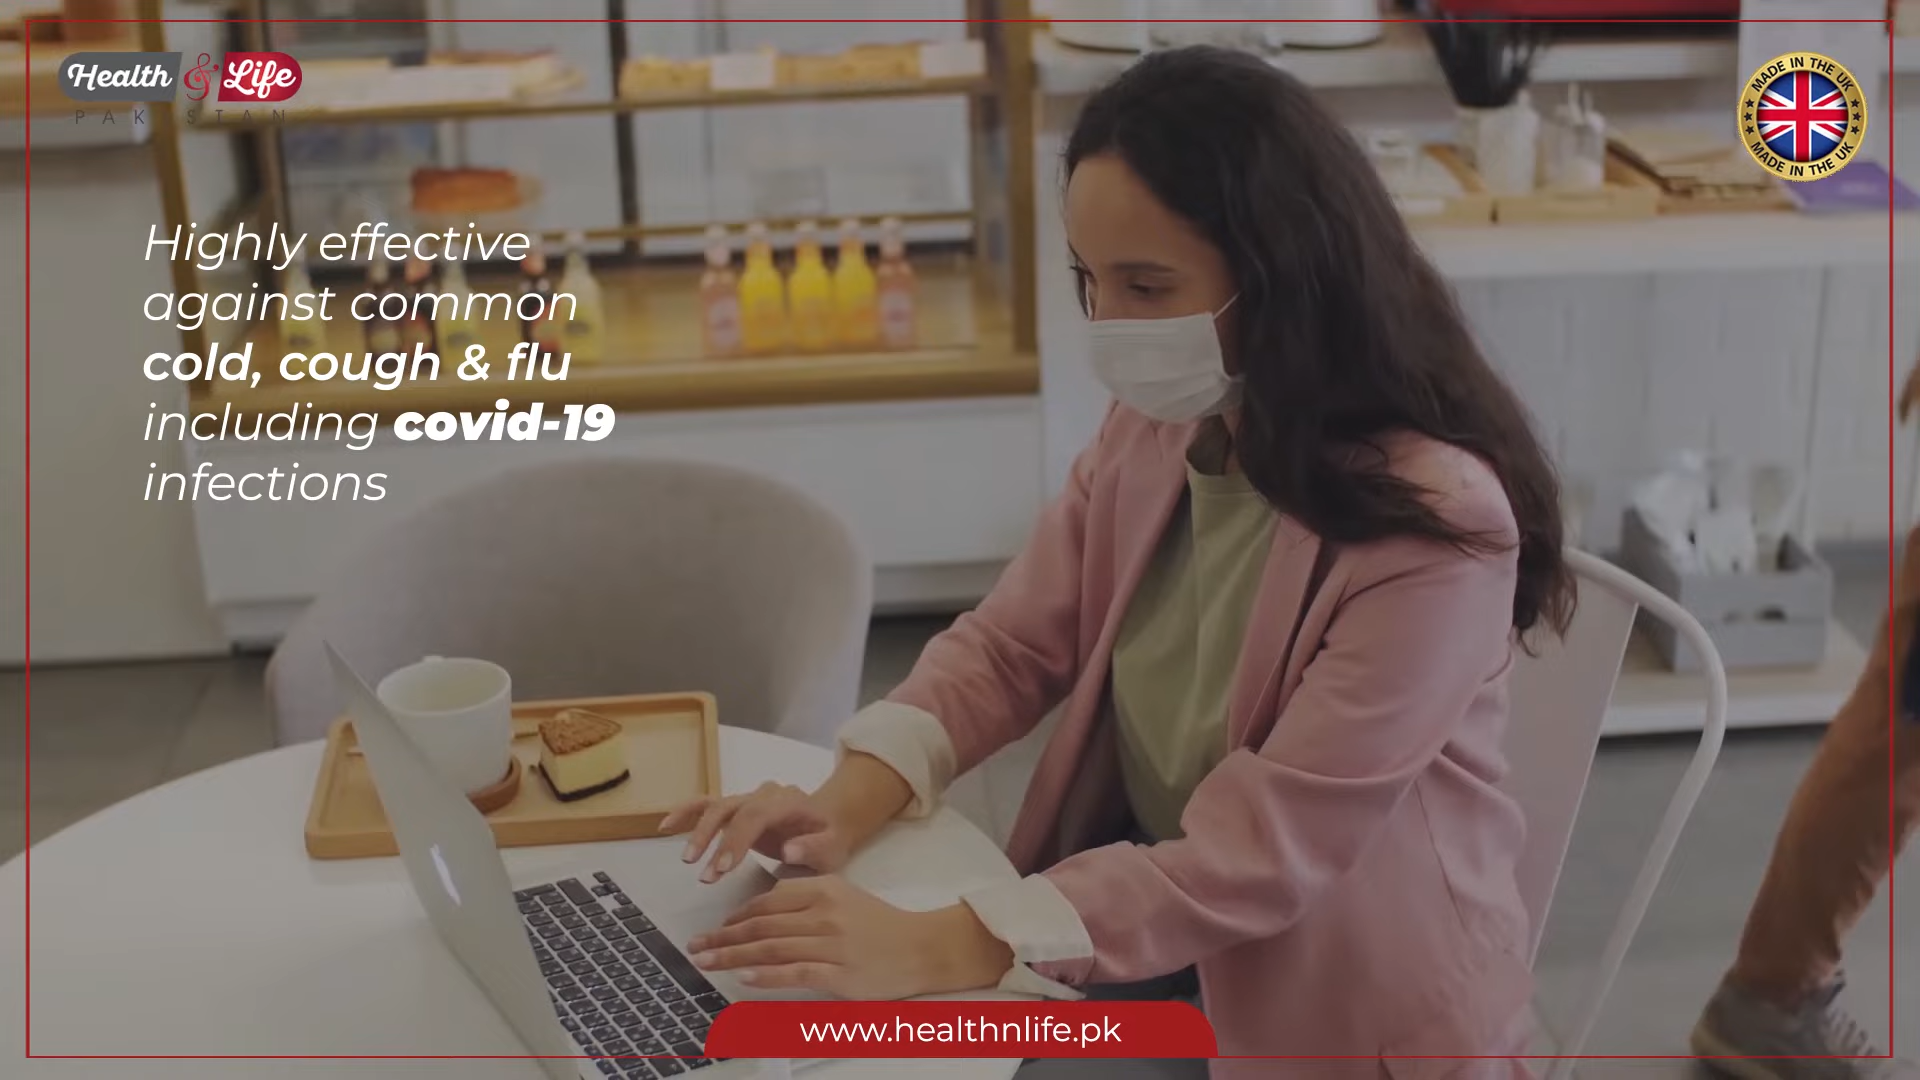 Health & Life
PAKISTAN
MADE IN THE UK
MADE IN THE UK
Highly effective
against common
cold, cough & flu
including covid-19
infections
www.healthnlife.pk